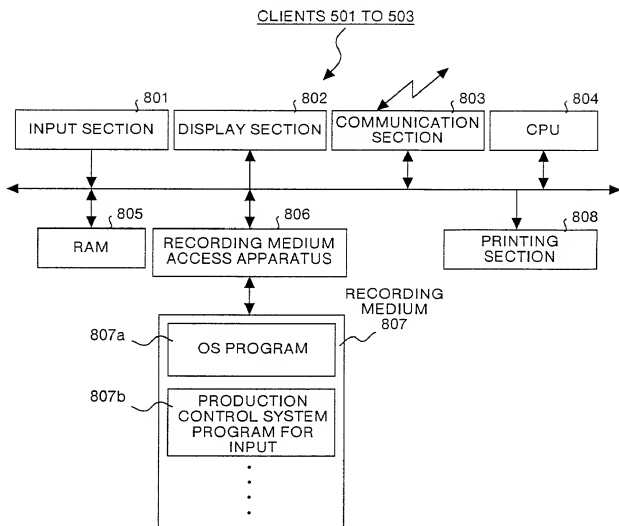 CLIENTS 501 TO 503
801
802
803
804
INPUT SECTION
DISPLAY SECTION
COMMUNICATION
SECTION
CPU
805
806
808
RAM
RECORDING MEDIUM
ACCESS APPARATUS
PRINTING
SECTION
RECORDING
MEDIUM
807
807a
OS PROGRAM
807b
PRODUCTION
CONTROL SYSTEM
PROGRAM FOR
INPUT